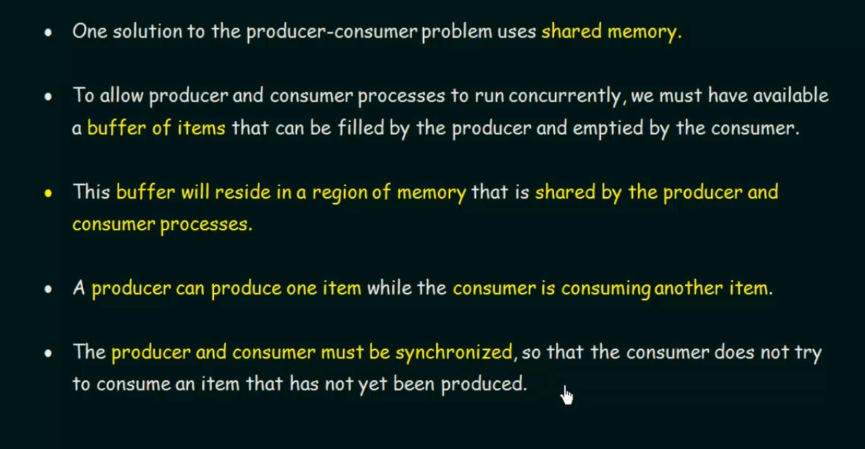 • One solution to the producer-consumer problem uses shared memory.
• To allow producer and consumer processes to run concurrently, we must have available
a buffer of items that can be filled by the producer and emptied by the consumer.
• This buffer will reside in a region of memory that is shared by the producer and
consumer processes.
• A producer can produce one item while the consumer is consuming another item.
• The producer and consumer must be synchronized, so that the consumer does not try
to consume an item that has not yet been produced.